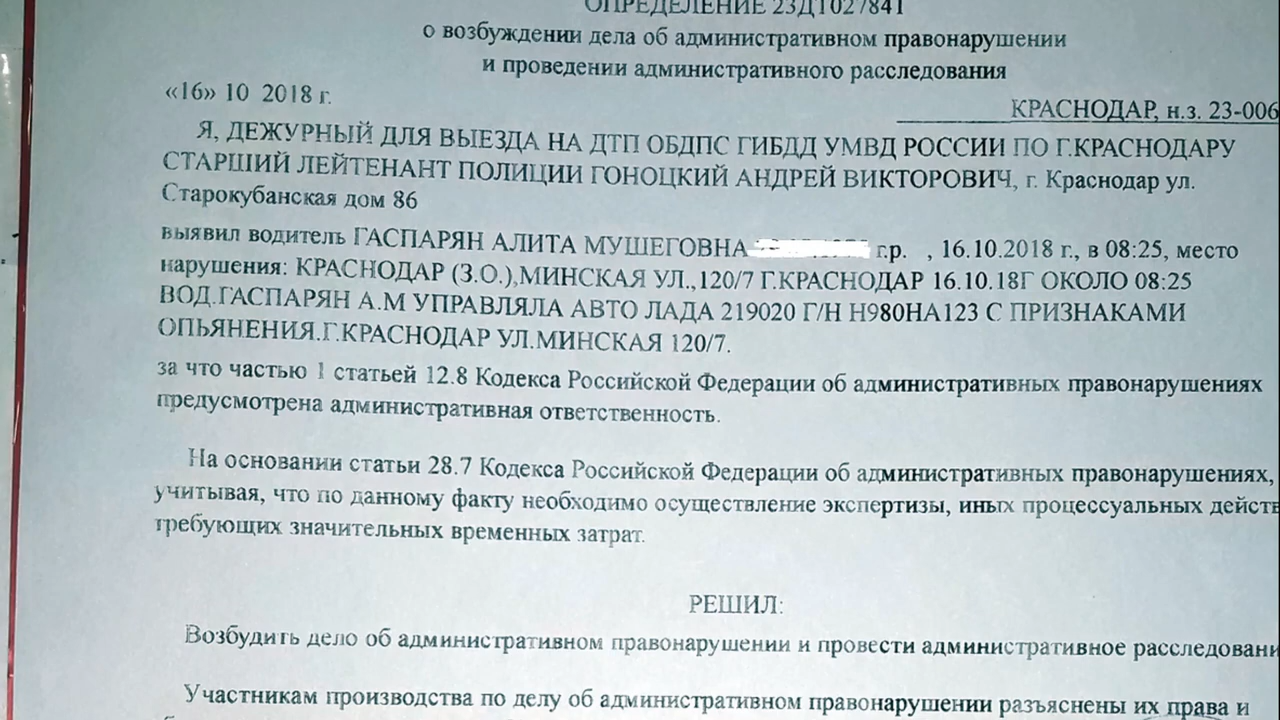 ОПРЕДЕЛЕНИЕ 23Д1027841
о возбуждении дела об административном правонарушении
и проведении административного расследования
«16» 10 2018 г.
КРАСНОДАР, н.з. 23-006
Я, ДЕЖУРНЫЙ ДЛЯ ВЫЕЗДА НА ДТП ОБДПС ГИБДД УМВД РОССИИ ПО Г.КРАСНОДАРУ
СТАРШИЙ ЛЕЙТЕНАНТ ПОЛИЦИИ ГОНОЦКИЙ АНДРЕЙ ВИКТОРОВИЧ, г. Краснодар ул.
Старокубанская дом 86
выявил водитель ГАСПАРЯН АЛИТА МУШЕГОВНА г.р. , 16.10.2018 г., в 08:25, место
нарушения: КРАСНОДАР (З.О.),МИНСКАЯ УЛ.,120/7 Г.КРАСНОДАР 16.10.18Г ОКОЛО 08:25
ВОД.ГАСПАРЯН А.М УПРАВЛЯЛА АВТО ЛАДА 219020 Г/Н Н980НА123 С ПРИЗНАКАМИ
ОПЬЯНЕНИЯ.Г.КРАСНОДАР УЛ.МИНСКАЯ 120/7.
за что частью 1 статьей 12.8 Кодекса Российской Федерации об административных правонарушениях
предусмотрена административная ответственность.
На основании статьи 28.7 Кодекса Российской Федерации об административных правонарушениях,
учитывая, что по данному факту необходимо осуществление экспертизы, иных процессуальных действ
требующих значительных временных затрат.
РЕШИЛ:
Возбудить дело об административном правонарушении и провести административное расследовани
Участникам производства по делу об административном правонарушении разъяснены их права и